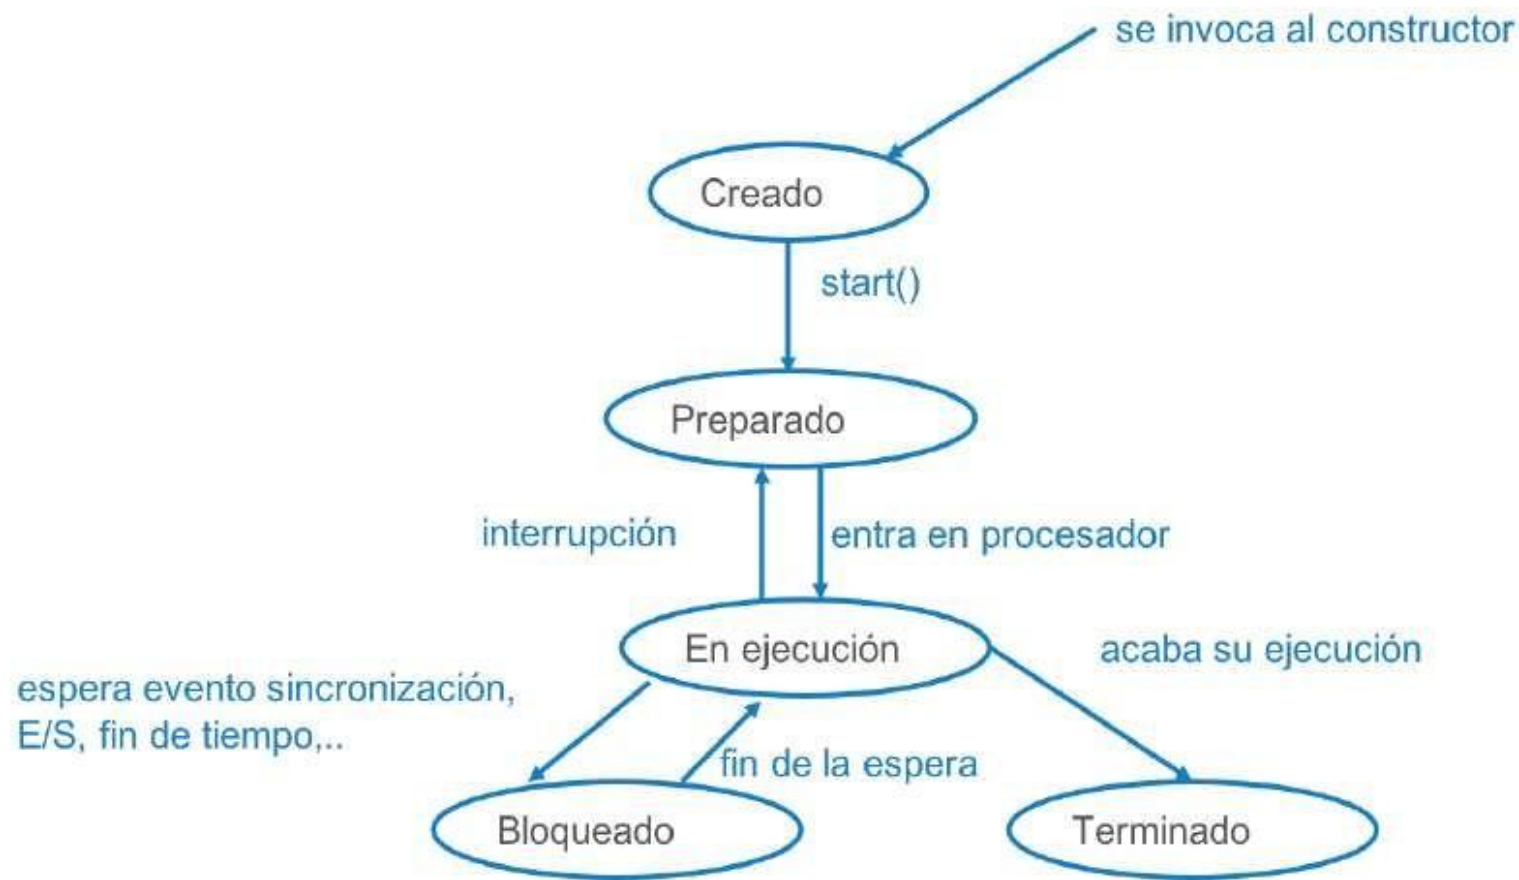 se invoca al constructor
Creado
start()
Preparado
interrupción
entra en procesador
En ejecución
acaba su ejecución
espera evento sincronización,
E/S, fin de tiempo,..
fin de la espera
Bloqueado
Terminado